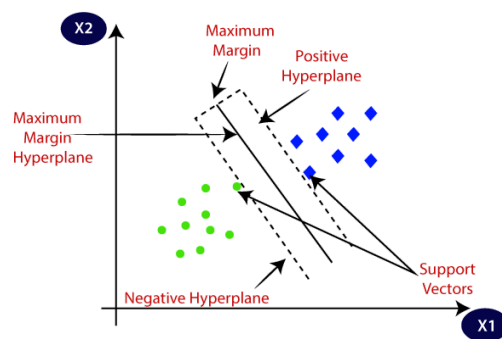 X2
Maximum
Margin
Positive
Hyperplane
Maximum
Margin
Hyperplane
Negative Hyperplane
Support
Vectors
X1